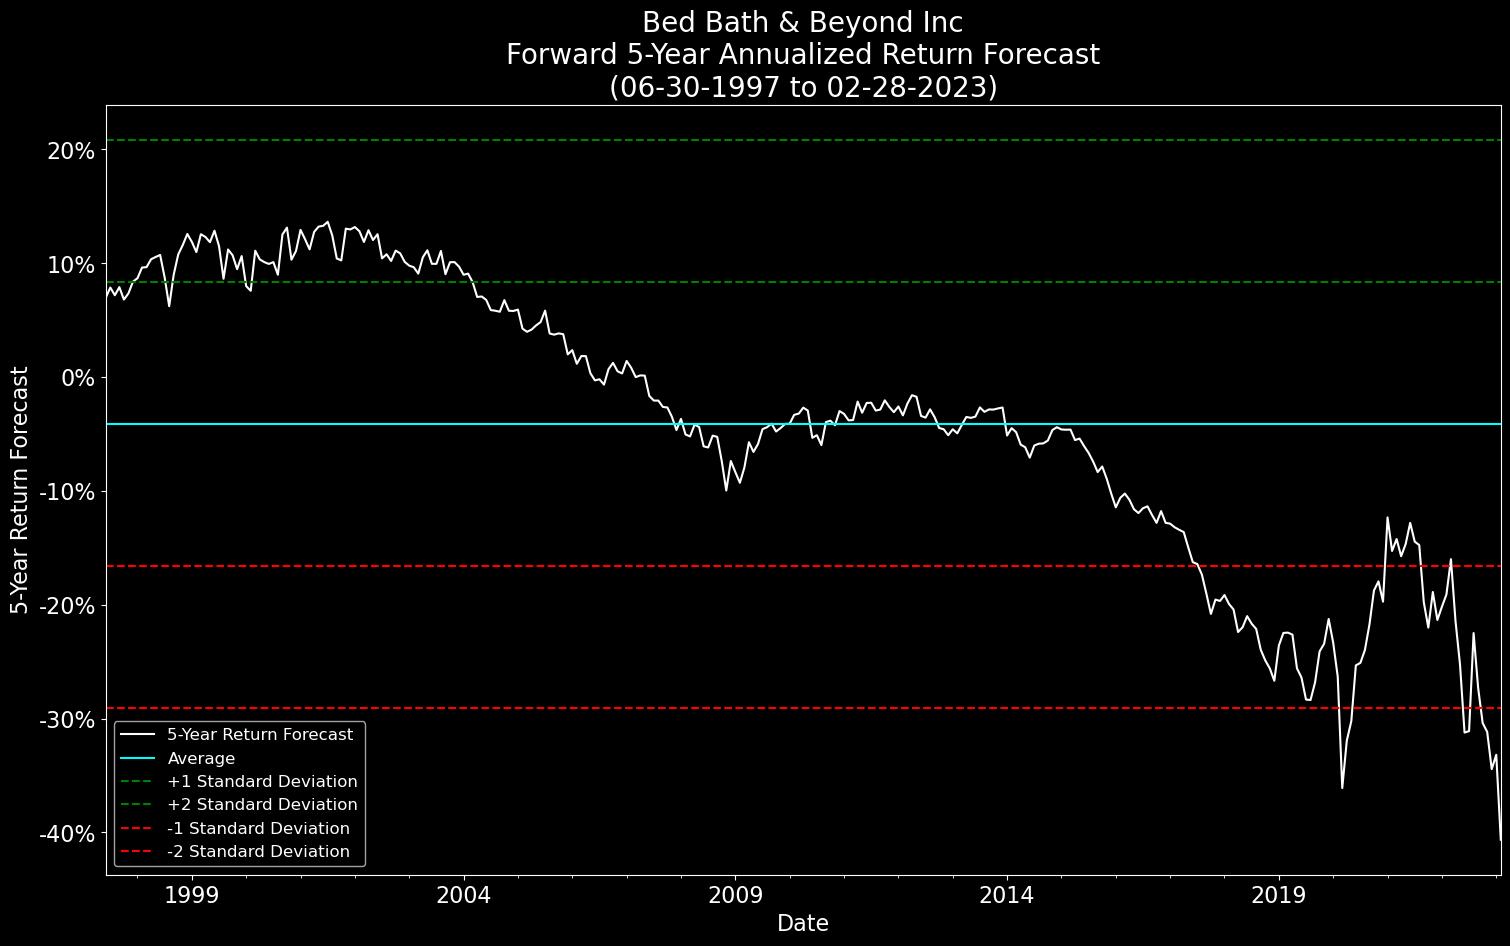 Bed Bath & Beyond Inc
Forward 5-Year Annualized Return Forecast
(06-30-1997 to 02-28-2023)
5-Year Return Forecast
20%
10%
0%
-10%
-20%
-30%
-40%
5-Year Return Forecast
Average
+1 Standard Deviation
+2 Standard Deviation
-1 Standard Deviation
-2 Standard Deviation
1999 2004 2009 2014 2019
Date